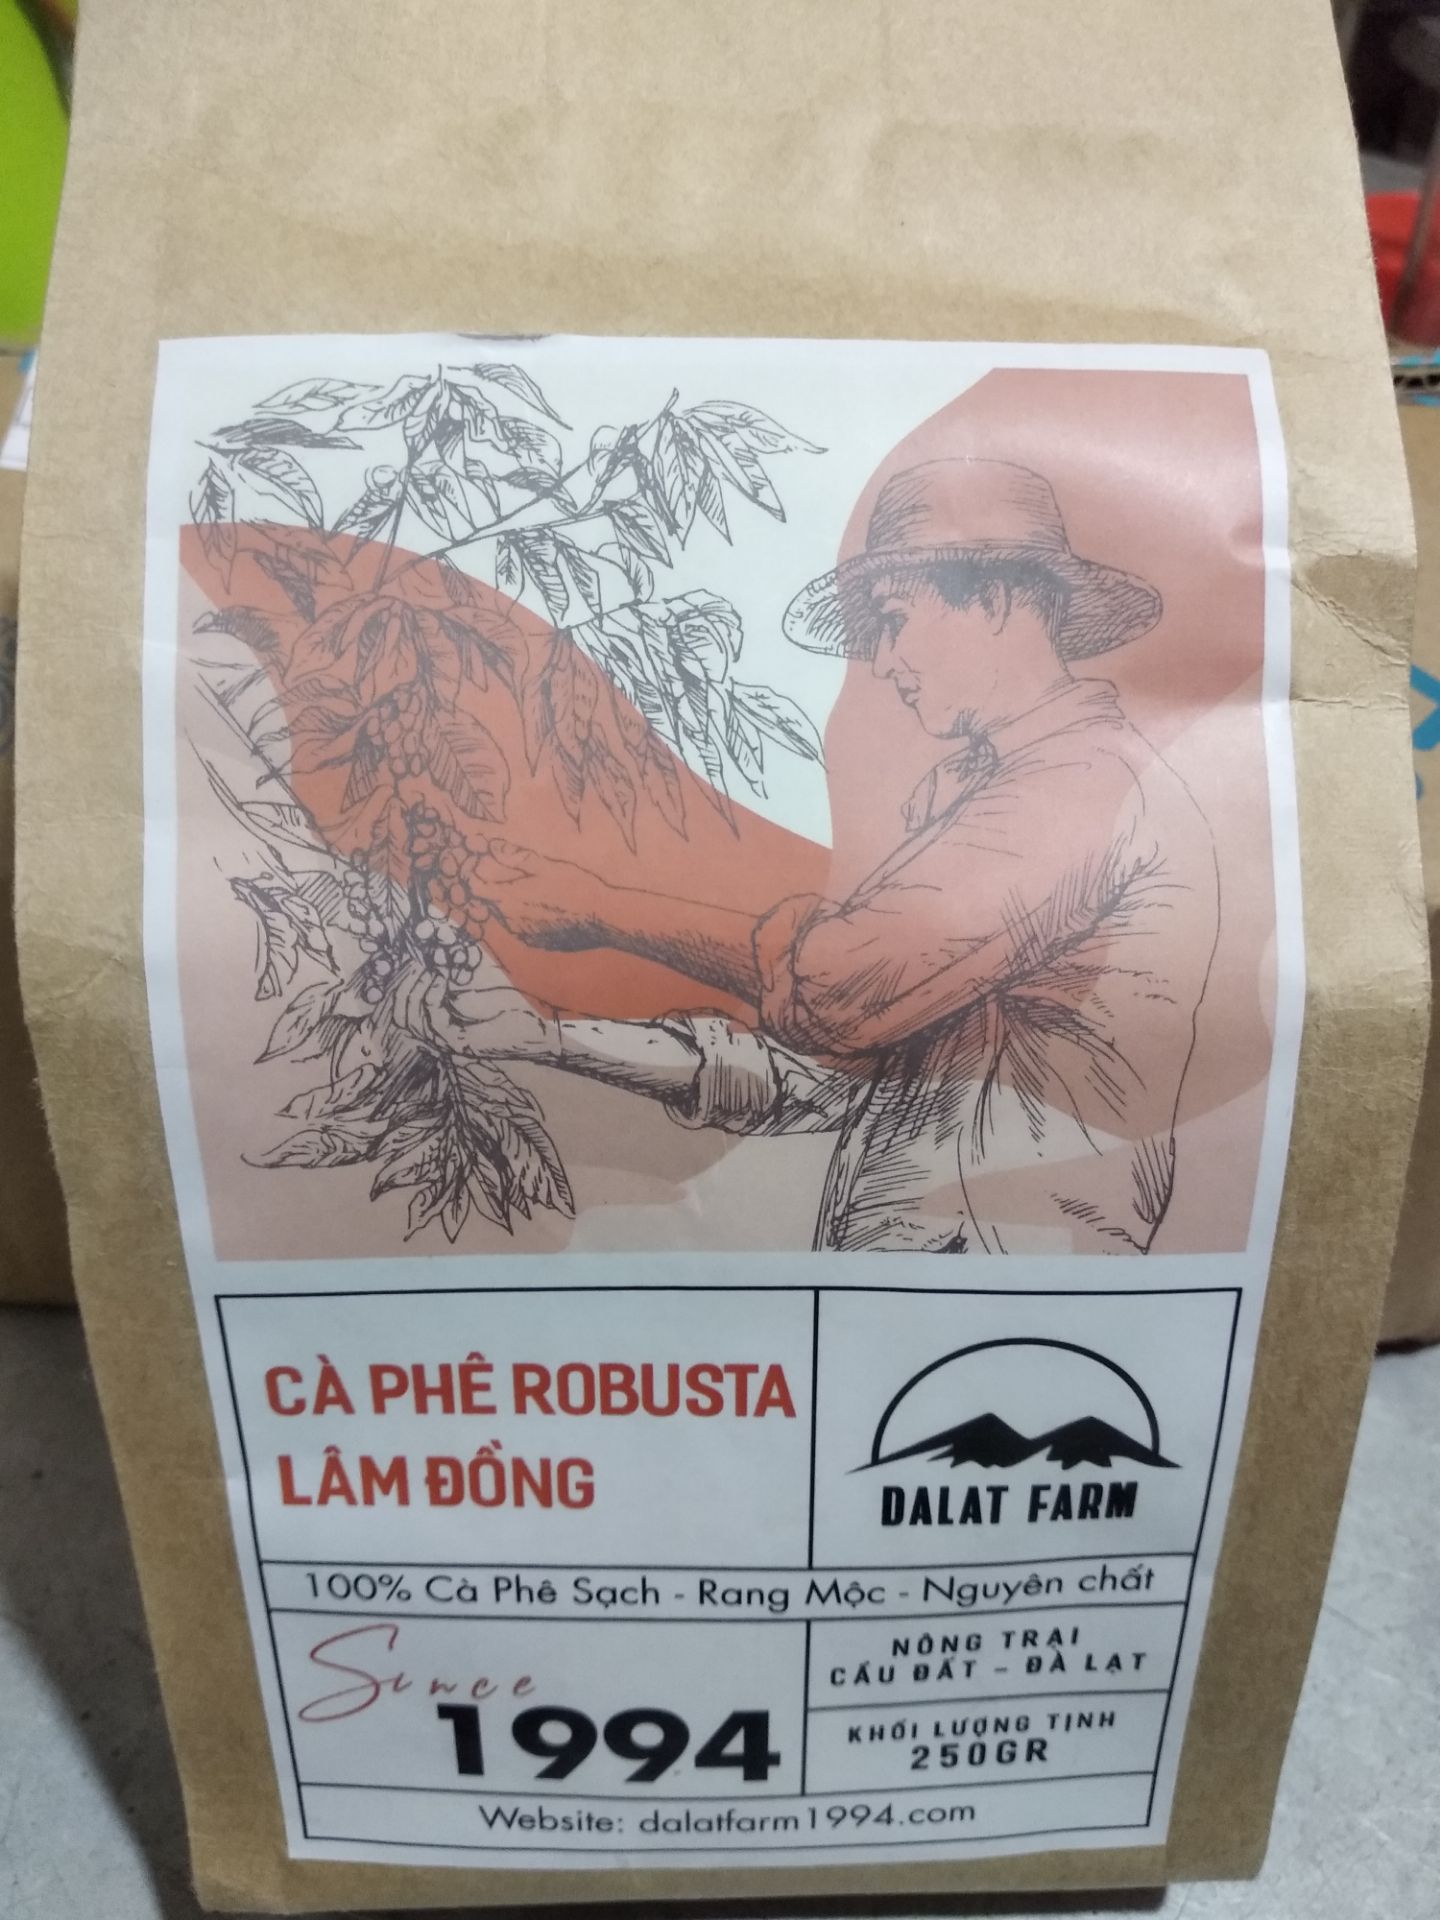 CÀ PHÊ ROBUSTA
LÂM ĐỒNG
DALAT FARM
100% Cà Phê Sạch - Rang Mộc - Nguyên chất
Since
1994
NÔNG TRẠI
CẦU ĐẤT - ĐÀ LẠT
KHỐI LƯỢNG TỊNH
250GR
Website: dalatfarm1994.com